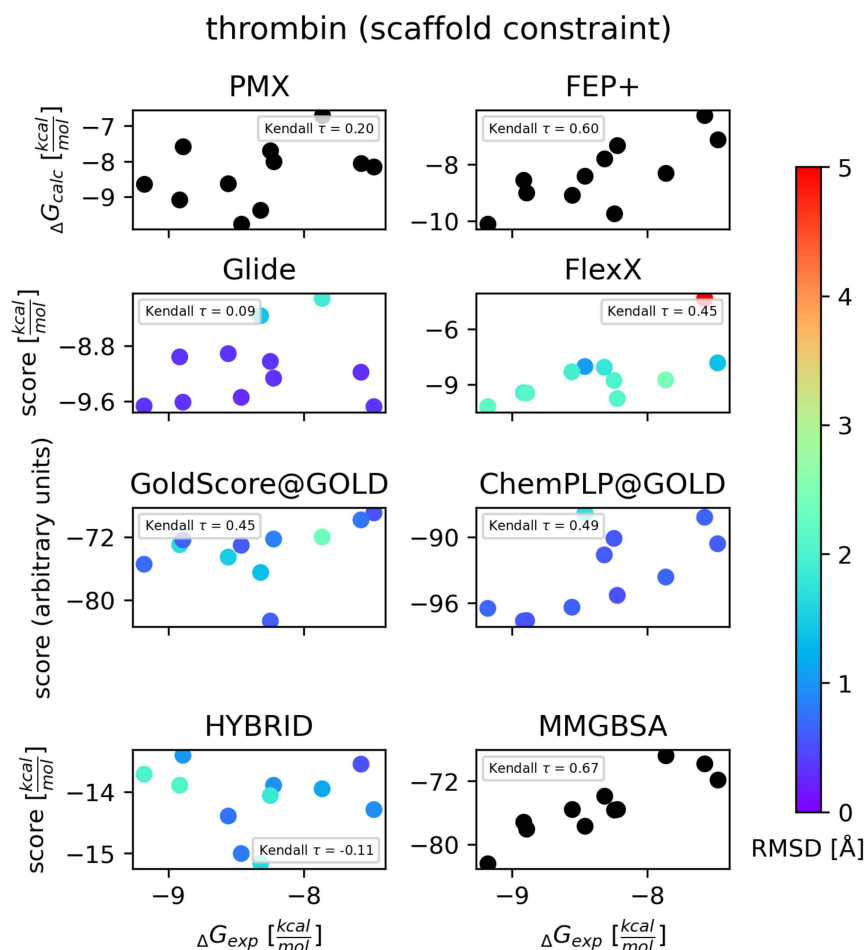 thrombin (scaffold constraint)
PMX
FEP+
ΔG_calc [kcal/mol]
−7
−8
−9
Kendall τ = 0.20
−8
−10
Kendall τ = 0.60
Glide
FlexX
score [kcal/mol]
−8.8
−9.6
Kendall τ = 0.09
−6
−9
Kendall τ = 0.45
score (arbitrary units)
GoldScore@GOLD
ChemPLP@GOLD
−72
−80
Kendall τ = 0.45
−90
−96
Kendall τ = 0.49
HYBRID
MMGBSA
score [kcal/mol]
−14
−15
Kendall τ = -0.11
−72
−80
Kendall τ = 0.67
−9
−8
−9
−8
ΔG_exp [kcal/mol]
ΔG_exp [kcal/mol]
5
4
3
2
1
0
RMSD [Å]